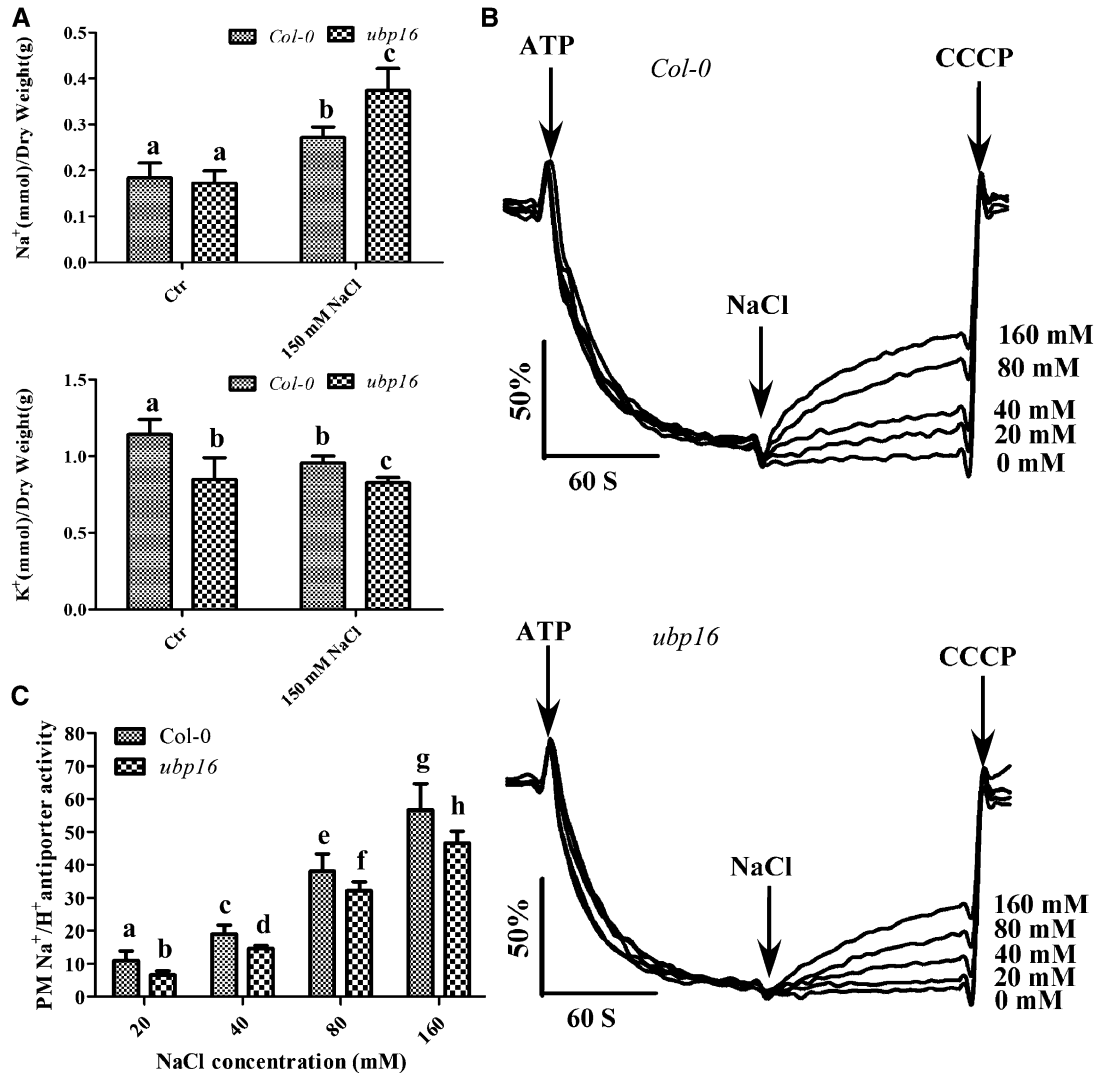 A
Na+(mmol)/Dry Weight(g)
0.5
0.4
0.3
0.2
0.1
0.0
Col-0 ubp16
a a b c
Ctr 150 mM NaCl
K+(mmol)/Dry Weight(g)
1.5
1.0
0.5
0.0
Col-0 ubp16
a b b c
Ctr 150 mM NaCl
B
ATP
Col-0
CCCP
NaCl
50%
60 S
160 mM
80 mM
40 mM
20 mM
0 mM
ATP
ubp16
CCCP
NaCl
50%
60 S
160 mM
80 mM
40 mM
20 mM
0 mM
C
PM Na+/H+antiporter activity
80
70
60
50
40
30
20
10
0
Col-0
ubp16
a b c d e f g h
20 40 80 160
NaCl concentration (mM)